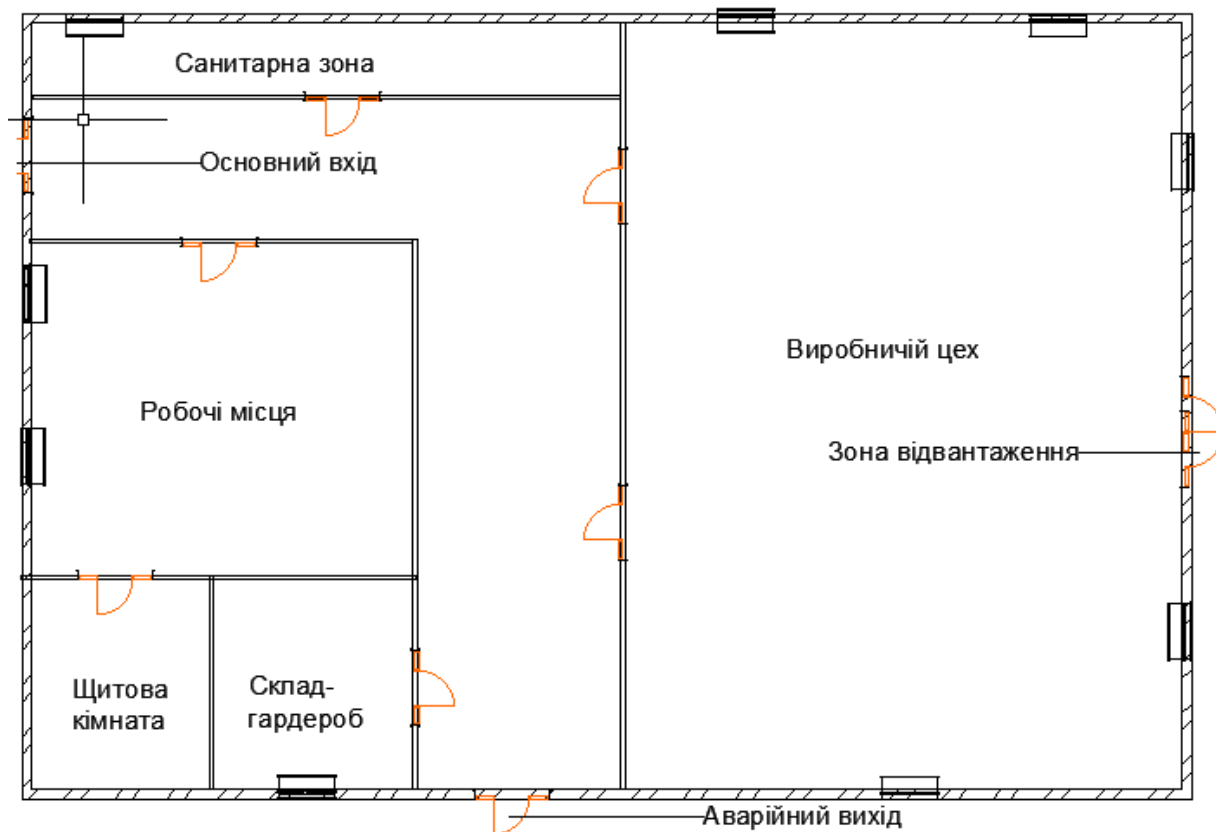 Санитарна зона
Основний вхід
Виробничій цех
Робочі місця
Зона відвантаження
Щитова
кімната
Склад-
гардероб
Аварійний вихід